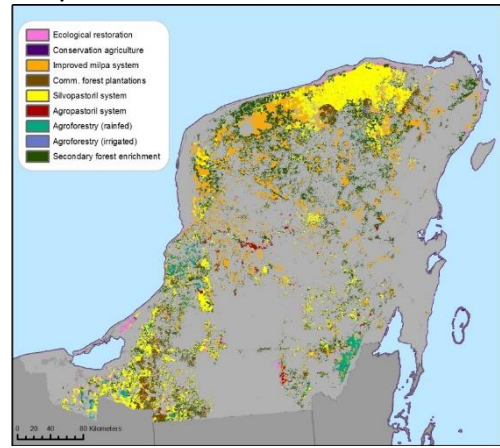 Ecological restoration
Conservation agriculture
Improved milpa system
Comm. forest plantations
Silvopastoril system
Agropastoril system
Agroforestry (rainfed)
Agroforestry (irrigated)
Secondary forest enrichment
0 20 40 80 Kilometers